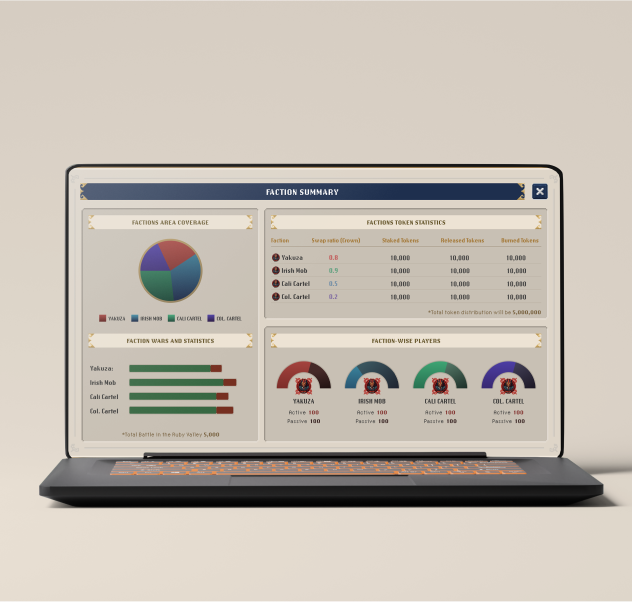 FACTION SUMMARY
FACTIONS AREA COVERAGE
YAKUZA IRISH MOB CALI CARTEL COL. CARTEL
FACTION WARS AND STATISTICS
Yakuza:
Irish Mob
Cali Cartel
Col. Cartel
*Total Battle in the Ruby Valley 5,000
FACTIONS TOKEN STATISTICS
Faction Swap ratio (Crown) Staked Tokens Released Tokens Burned Tokens
Yakuza 0.8 10,000 10,000 10,000
Irish Mob 0.9 10,000 10,000 10,000
Cali Cartel 0.5 10,000 10,000 10,000
Col. Cartel 0.2 10,000 10,000 10,000
*Total token distribution will be 5,000,000
FACTION-WISE PLAYERS
YAKUZA IRISH MOB CALI CARTEL COL. CARTEL
Active 100 Active 100 Active 100 Active 100
Passive 100 Passive 100 Passive 100 Passive 100